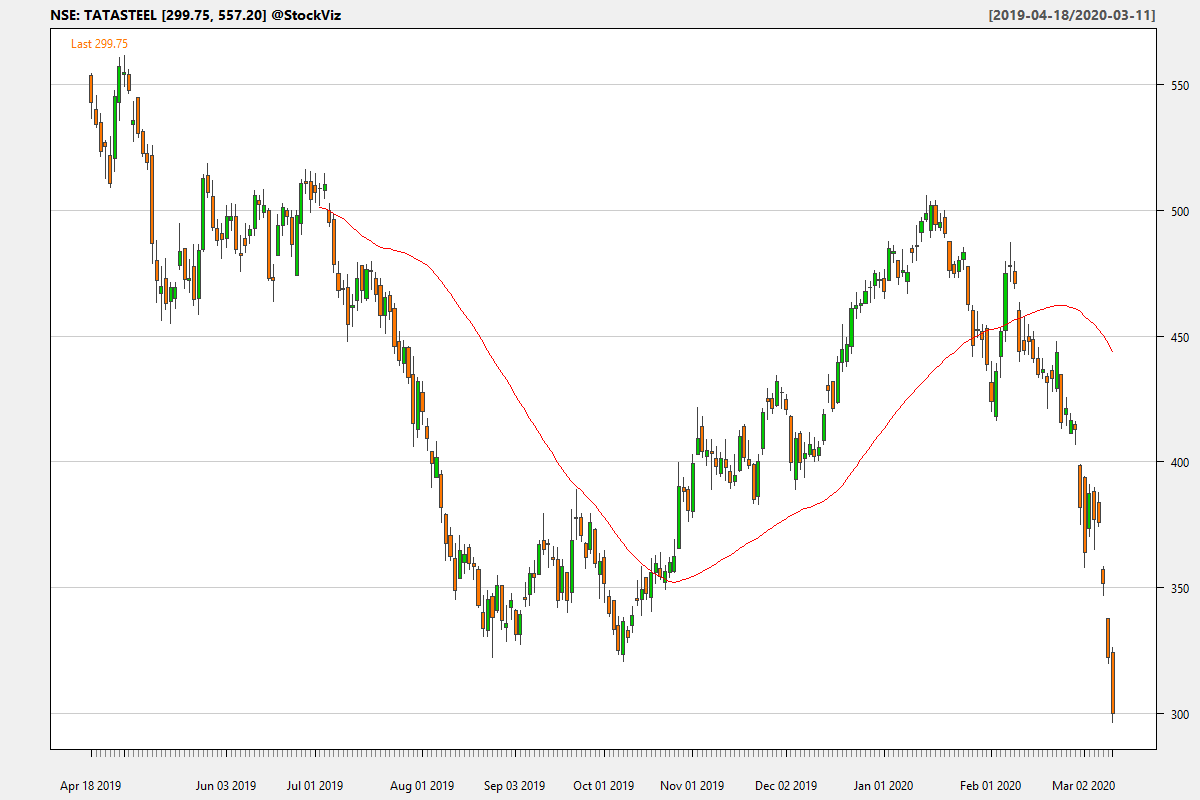 NSE: TATASTEEL [299.75, 557.20] @StockViz [2019-04-18/2020-03-11]
Last 299.75
550
500
450
400
350
300
Apr 18 2019 Jun 03 2019 Jul 01 2019 Aug 01 2019 Sep 03 2019 Oct 01 2019 Nov 01 2019 Dec 02 2019 Jan 01 2020 Feb 01 2020 Mar 02 2020